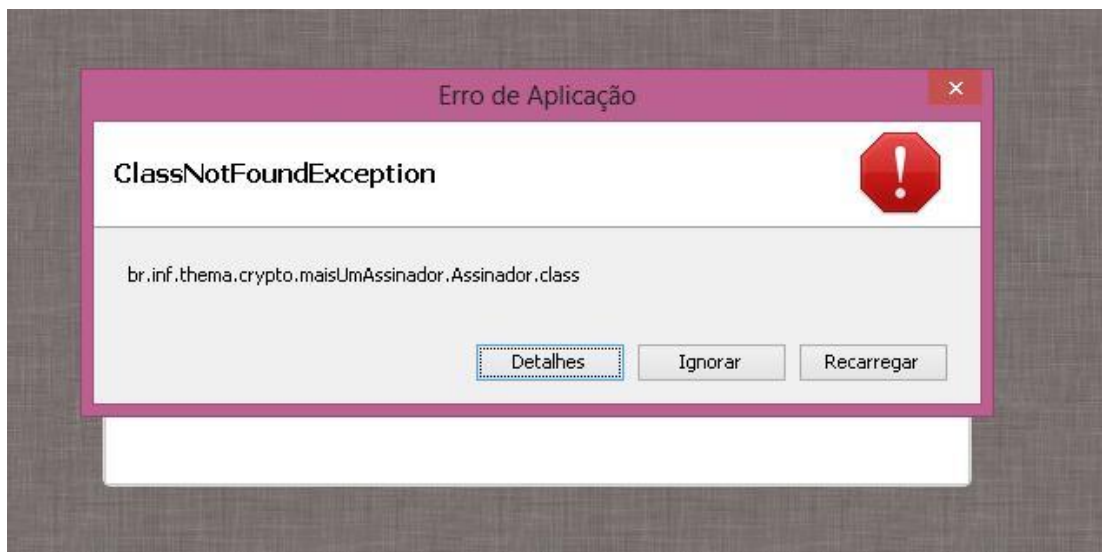 Erro de Aplicação
ClassNotFoundException
br.inf.thema.crypto.maisUmAssinador.Assinador.class
Detalhes Ignorar Recarregar